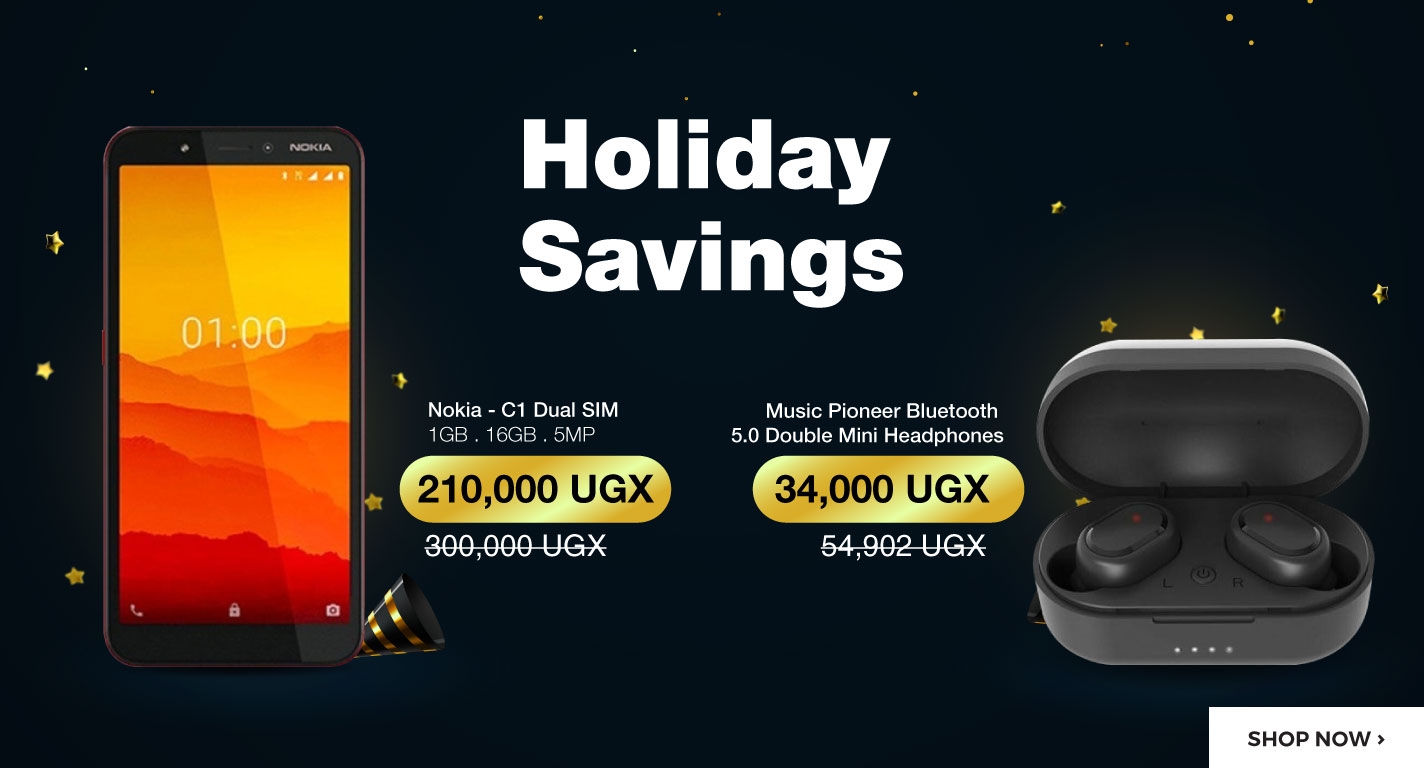 Holiday
Savings
NOKIA
01:00
Nokia - C1 Dual SIM
1GB . 16GB . 5MP
210,000 UGX
300,000 UGX
Music Pioneer Bluetooth
5.0 Double Mini Headphones
34,000 UGX
54,902 UGX
L R
SHOP NOW ›